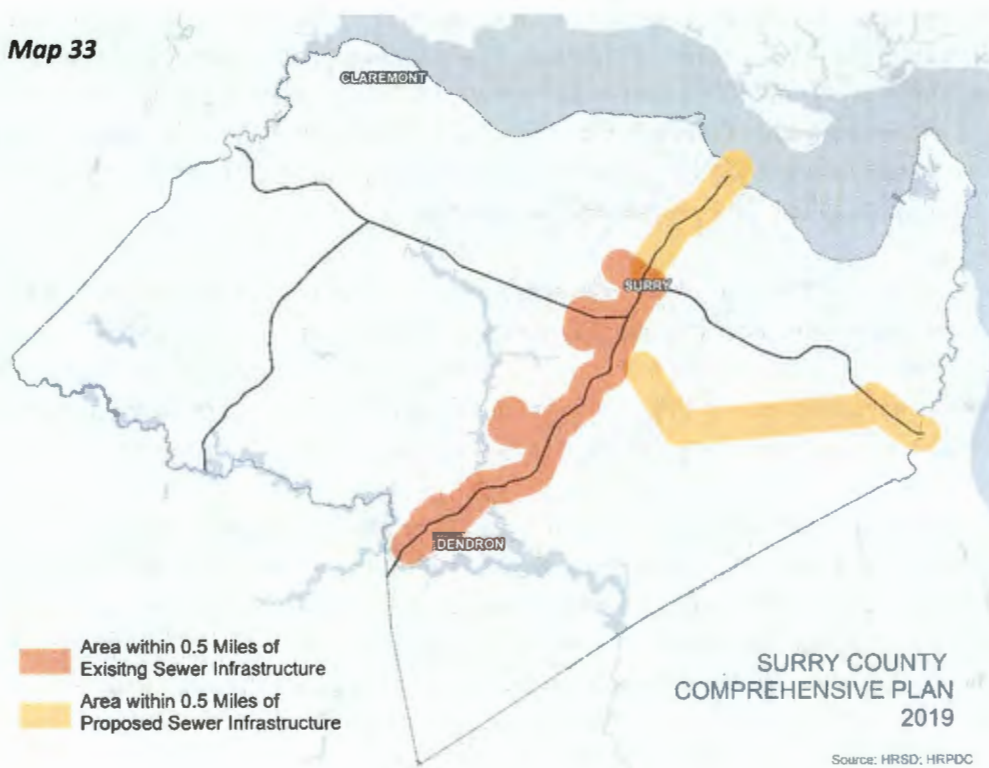 Map 33
CLAREMONT
SURRY
DENDRON
Area within 0.5 Miles of
Exisitng Sewer Infrastructure
Area within 0.5 Miles of
Proposed Sewer Infrastructure
SURRY COUNTY
COMPREHENSIVE PLAN
2019
Source: HRSD; HRPDC